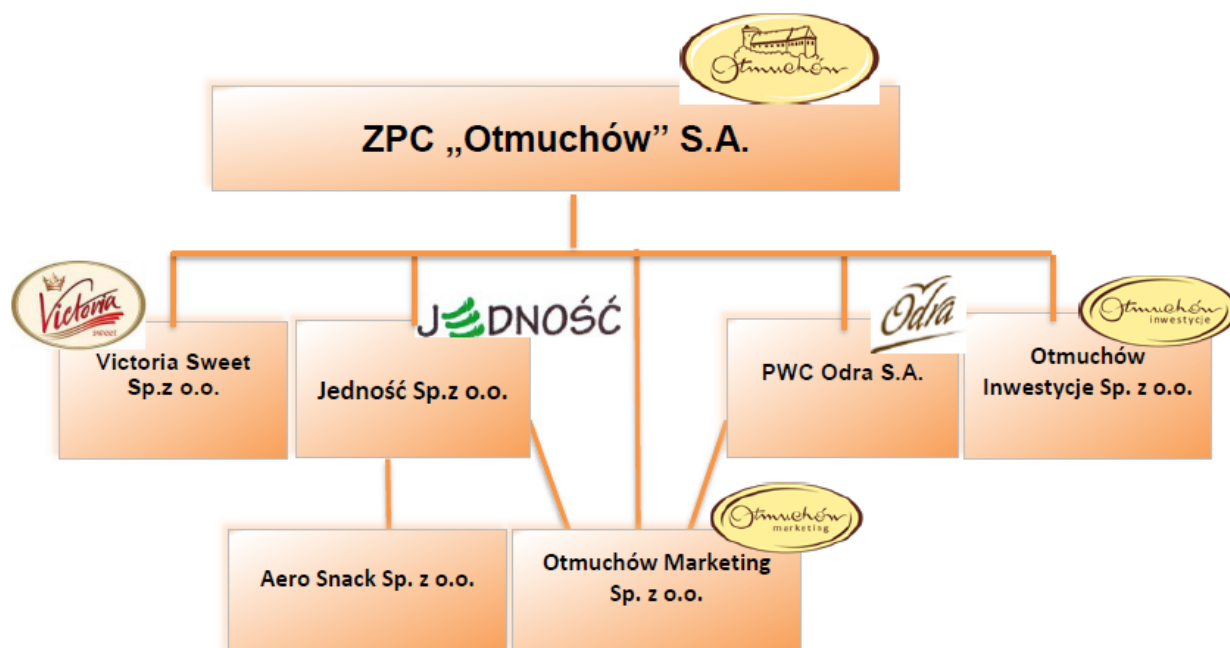 Otmuchów
ZPC „Otmuchów” S.A.
Victoria
sweet
JEDNOŚĆ
Odra
Otmuchów
inwestycje
Victoria Sweet
Sp.z o.o.
Jedność Sp.z o.o.
PWC Odra S.A.
Otmuchów
Inwestycje Sp. z o.o.
Otmuchów
marketing
Aero Snack Sp. z o.o.
Otmuchów Marketing
Sp. z o.o.